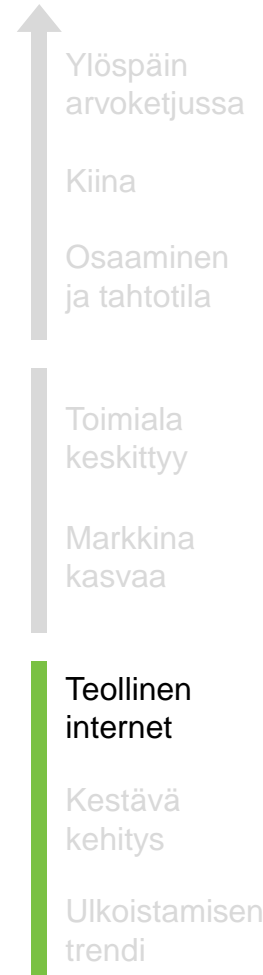 Ylöspäin
arvoketjussa
Kiina
Osaaminen
ja tahtotila
Toimiala
keskittyy
Markkina
kasvaa
Teollinen
internet
Kestävä
kehitys
Ulkoistamisen
trendi